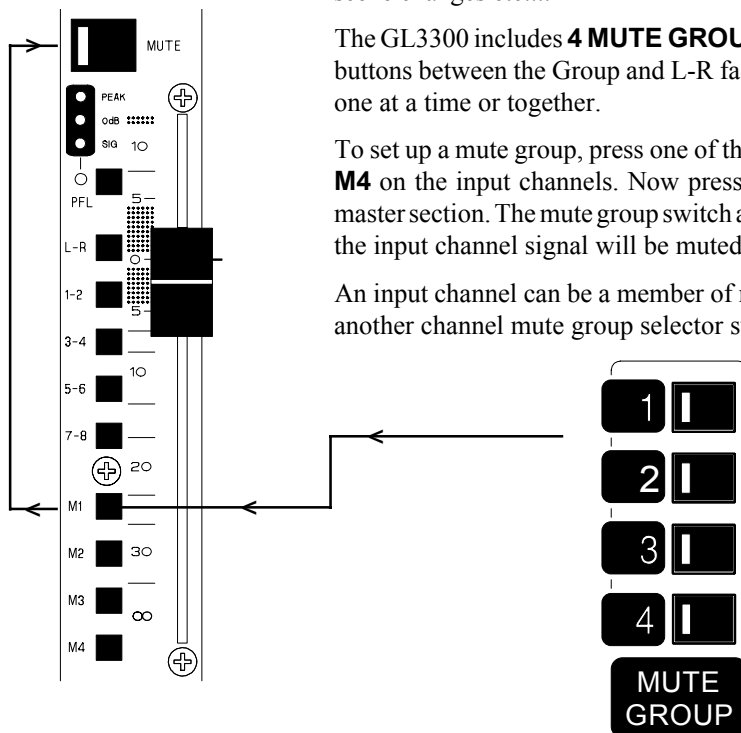 MUTE
PEAK
0dB
SIG
10
PFL
5
L-R
0
1-2
5
3-4
10
5-6
7-8
20
M1
M2
30
M3
∞
M4
The GL3300 includes 4 MUTE GROU
buttons between the Group and L-R fa
one at a time or together.
To set up a mute group, press one of th
M4 on the input channels. Now press
master section. The mute group switch a
the input channel signal will be muted
An input channel can be a member of
another channel mute group selector s
1
2
3
4
MUTE
GROUP